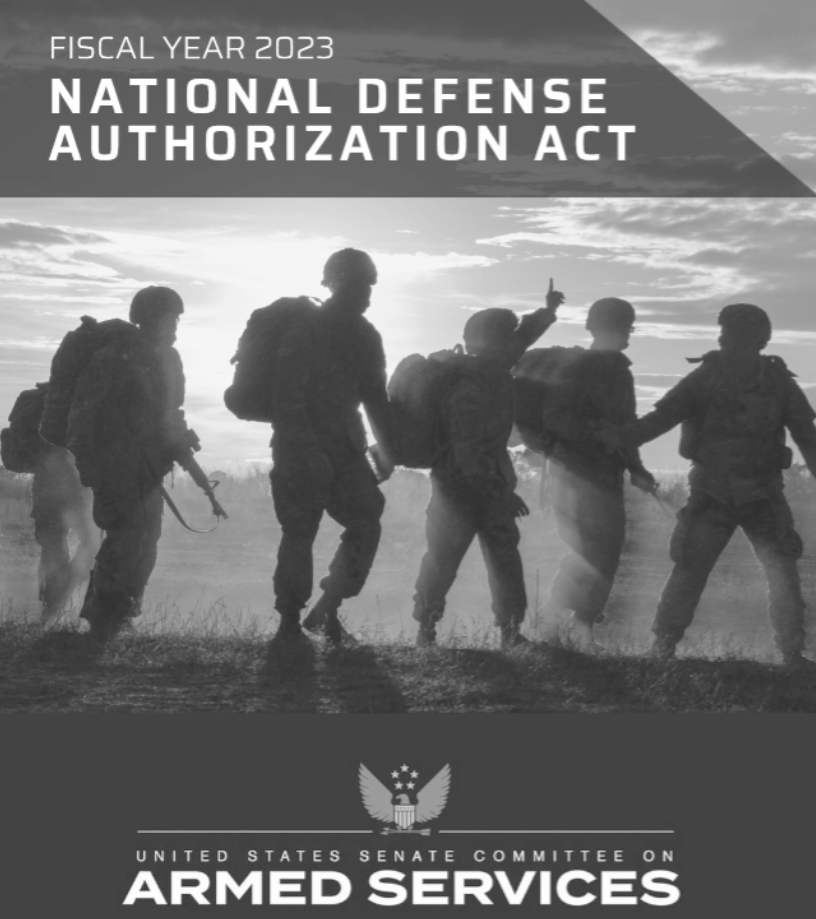 FISCAL YEAR 2023
NATIONAL DEFENSE
AUTHORIZATION ACT
UNITED STATES SENATE COMMITTEE ON
ARMED SERVICES